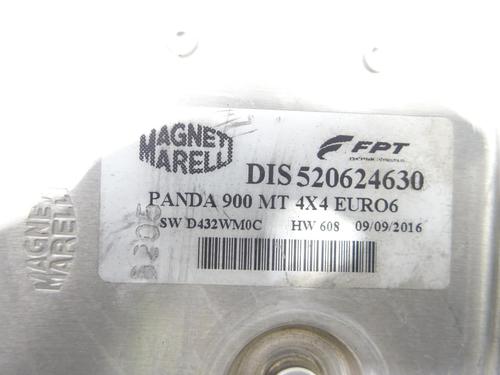 MAGNETI
MARELLI
FPT
DIS 520624630
PANDA 900 MT 4X4 EURO6
SW D432WM0C HW 608 09/09/2016
MAGNETI
MARELLI